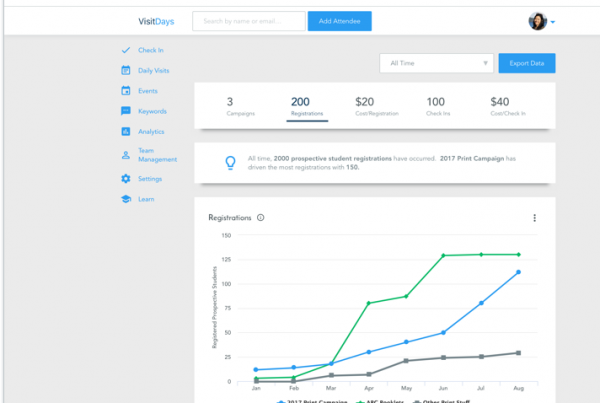 VisitDays
Search by name or email...
Add Attendee
Check In
Daily Visits
Events
Keywords
Analytics
Team
Management
Settings
Learn
All Time
Export Data
3
Campaigns
200
Registrations
$20
Cost/Registration
100
Check Ins
$40
Cost/Check In
All time, 2000 prospective student registrations have occurred. 2017 Print Campaign has
driven the most registrations with 150.
Registrations
Registered Prospective Students
150
125
100
75
50
25
0
Jan Feb Mar Apr May Jun Jul Aug
2017 Print Campaign ABC Booklets Other Print Stuff